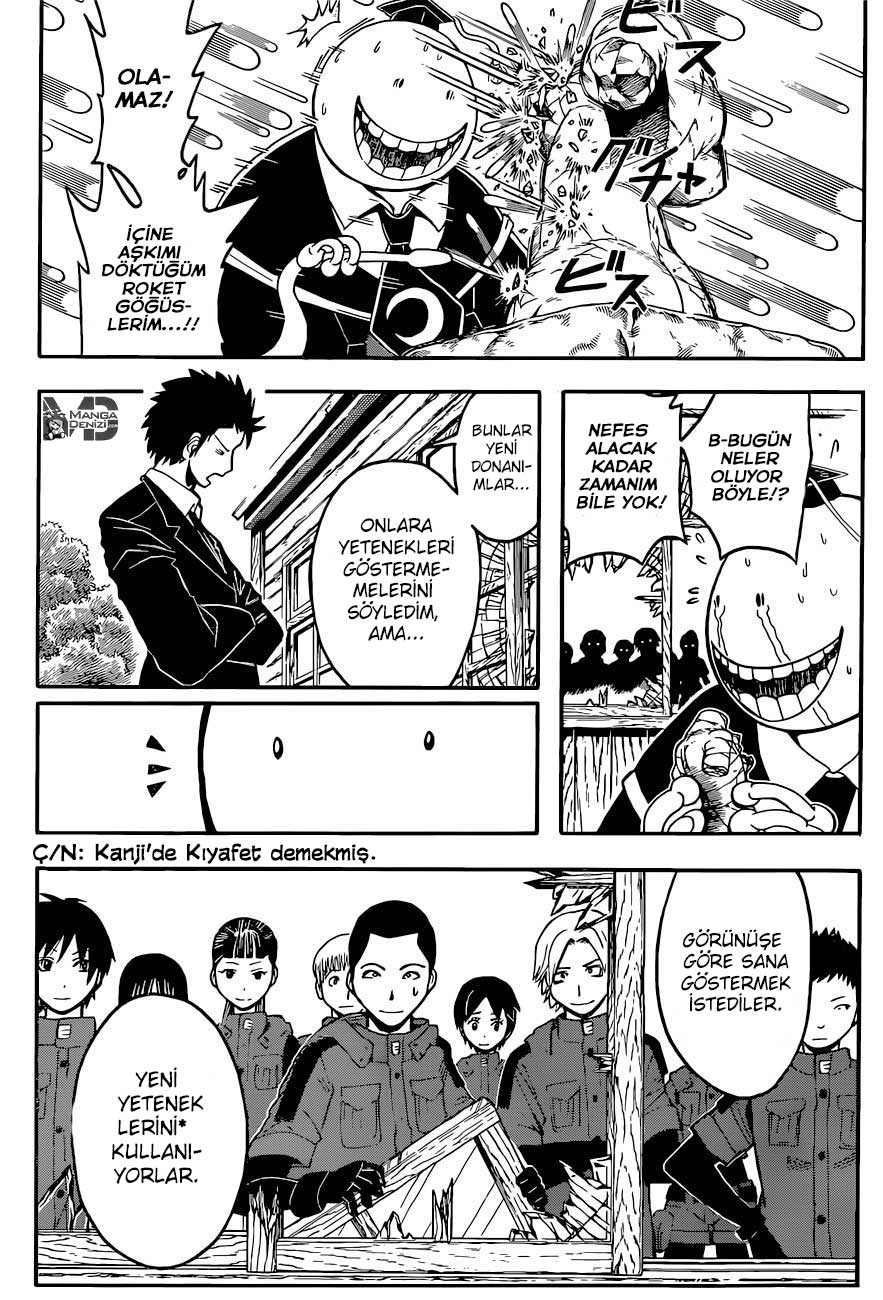 OLA-
MAZ!
İÇİNE
AŞKIMI
DÖKTÜĞÜM
ROKET
GÖĞÜS-
LERİM...!!
ビシ
グチャ
ビス
B-BUGÜN
NELER
OLUYOR
BÖYLE!?
NEFES
ALACAK
KADAR
ZAMANIM
BİLE YOK!
BUNLAR
YENİ
DONANI-
MLAR...
ONLARA
YETENEKLERİ
GÖSTERME-
MELERİNİ
SÖYLEDİM,
AMA...
MANGA
DENİZİ
.COM
Ç/N: Kanji'de Kıyafet demekmiş.
GÖRÜNÜŞE
GÖRE SANA
GÖSTERMEK
İSTEDİLER.
YENİ
YETENEK
LERİNİ*
KULLANI-
YORLAR.